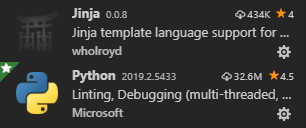 Jinja 0.0.8 434K 4
Jinja template language support for ...
wholroyd
Python 2019.2.5433 32.6M 4.5
Linting, Debugging (multi-threaded, ...
Microsoft